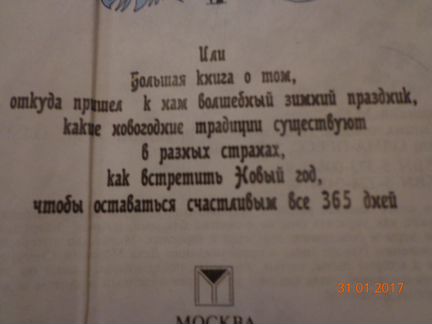 Или
Большая книга о том,
откуда пришел к нам волшебный зимний праздник,
какие новогодние традиции существуют
в разных странах,
как встретить Новый год,
чтобы оставаться счастливым все 365 дней
31 01 2017
МОСКВА